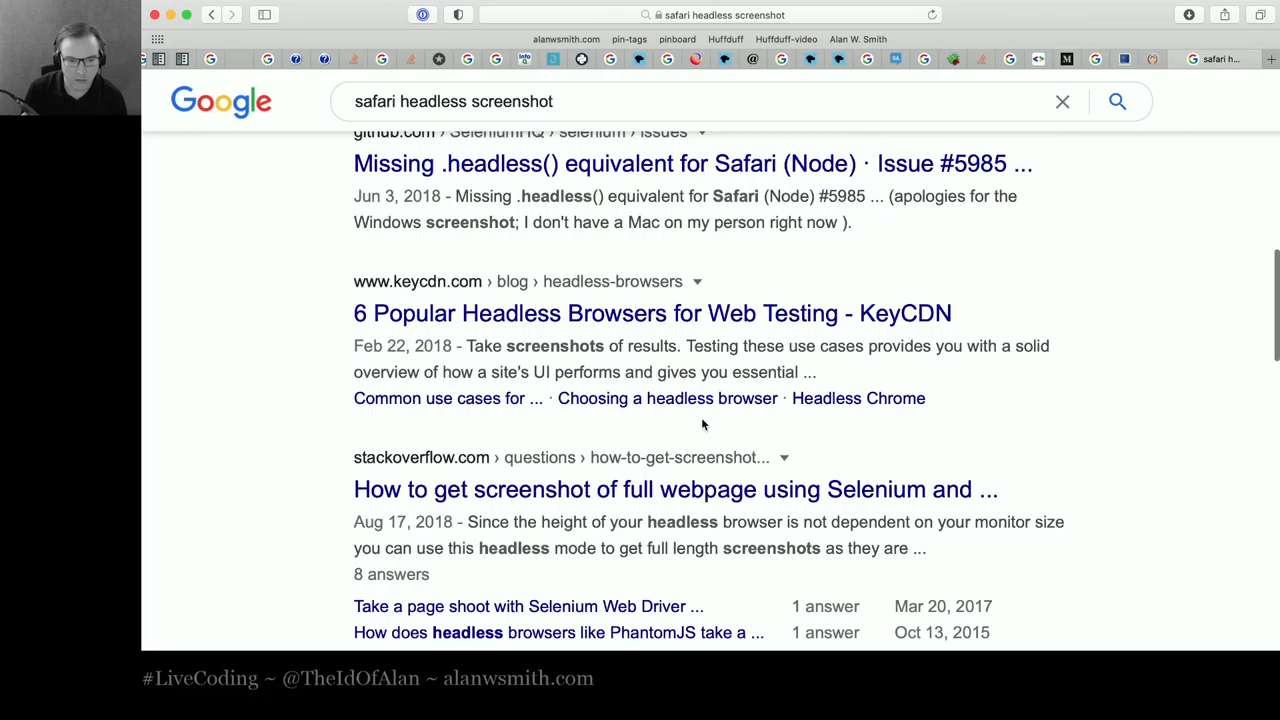 safari headless screenshot
alanwsmith.com pin-tags pinboard Huffduff Huffduff-video Alan W. Smith
safari h...
Google safari headless screenshot
github.com › SeleniumHQ › selenium › issues
Missing .headless() equivalent for Safari (Node) · Issue #5985 ...
Jun 3, 2018 - Missing .headless() equivalent for Safari (Node) #5985 ... (apologies for the
Windows screenshot; I don't have a Mac on my person right now ).
www.keycdn.com › blog › headless-browsers
6 Popular Headless Browsers for Web Testing - KeyCDN
Feb 22, 2018 - Take screenshots of results. Testing these use cases provides you with a solid
overview of how a site's UI performs and gives you essential ...
Common use cases for ... · Choosing a headless browser · Headless Chrome
stackoverflow.com › questions › how-to-get-screenshot...
How to get screenshot of full webpage using Selenium and ...
Aug 17, 2018 - Since the height of your headless browser is not dependent on your monitor size
you can use this headless mode to get full length screenshots as they are ...
8 answers
Take a page shoot with Selenium Web Driver ... 1 answer Mar 20, 2017
How does headless browsers like PhantomJS take a ... 1 answer Oct 13, 2015
#LiveCoding ~ @TheIdOfAlan ~ alanwsmith.com